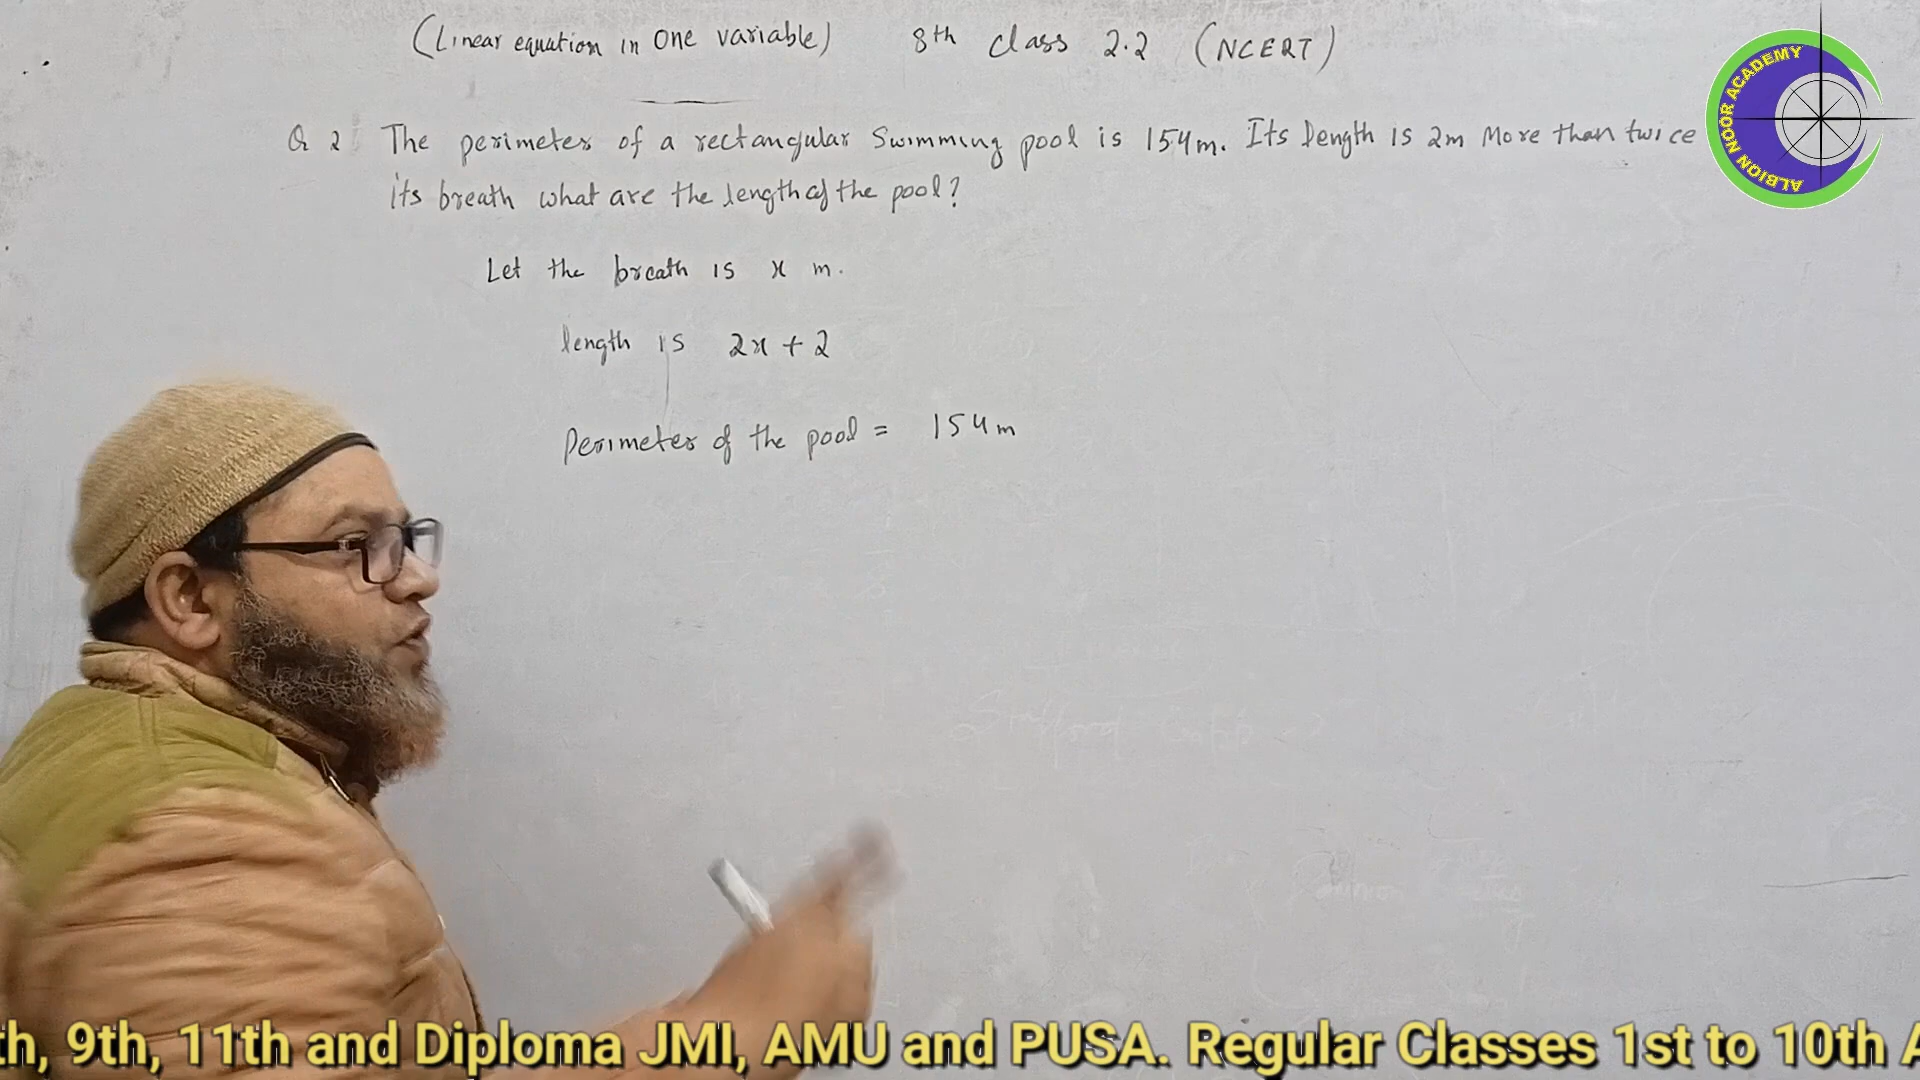 (Linear equation in one variable) 8th class 2.2 (NCERT)
Q 2 The perimeter of a rectangular Swimming pool is 154m. Its length is 2m More than twice
its breath what are the length of the pool?
Let the breath is x m.
length is 2x + 2
Perimeter of the pool = 154m
ALBION NOOR ACADEMY
th, 9th, 11th and Diploma JMI, AMU and PUSA. Regular Classes 1st to 10th A